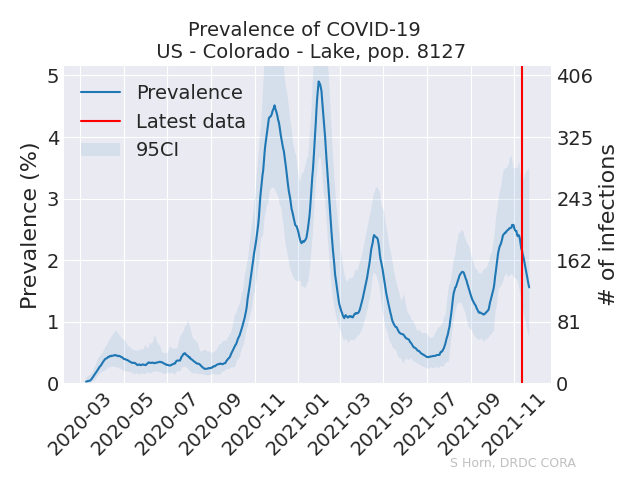 Prevalence of COVID-19
US - Colorado - Lake, pop. 8127
Prevalence
Latest data
95CI
Prevalence (%)
5
4
3
2
1
0
# of infections
406
325
243
162
81
0
2020-03
2020-05
2020-07
2020-09
2020-11
2021-01
2021-03
2021-05
2021-07
2021-09
2021-11
S Horn, DRDC CORA